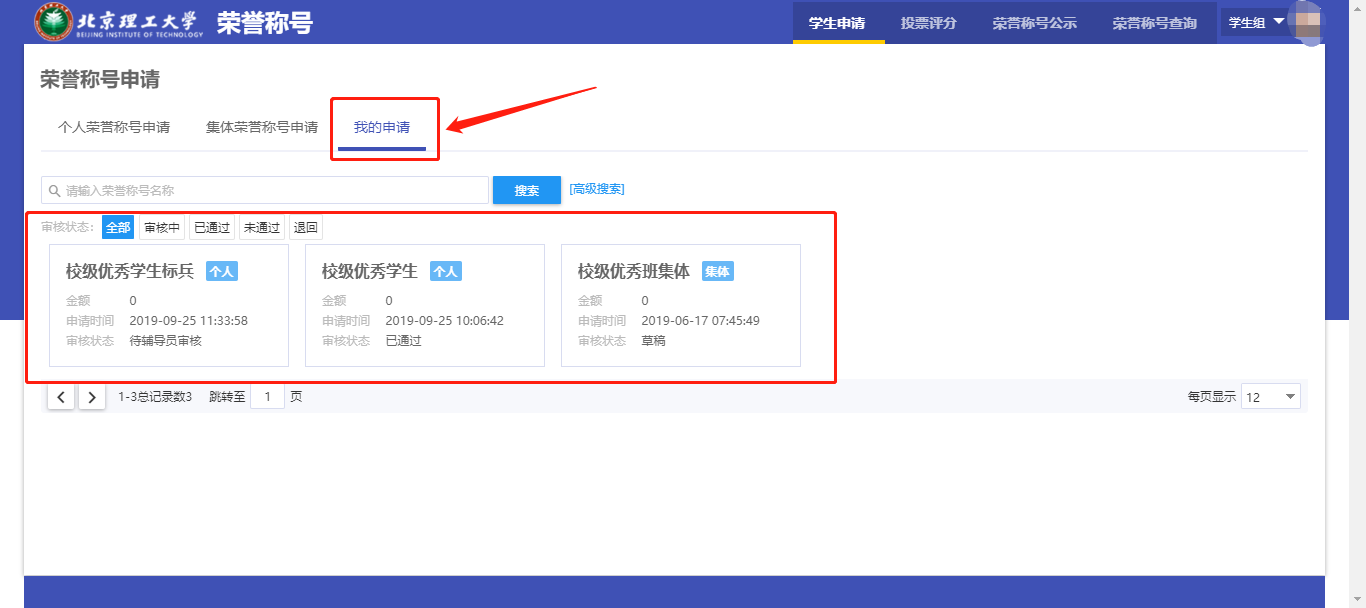 北京理工大学
BEIJING INSTITUTE OF TECHNOLOGY
荣誉称号
学生申请 投票评分 荣誉称号公示 荣誉称号查询 学生组
荣誉称号申请
个人荣誉称号申请 集体荣誉称号申请 我的申请
请输入荣誉称号名称 搜索 [高级搜索]
审核状态: 全部 审核中 已通过 未通过 退回
校级优秀学生标兵 个人
金额 0
申请时间 2019-09-25 11:33:58
审核状态 待辅导员审核
校级优秀学生 个人
金额 0
申请时间 2019-09-25 10:06:42
审核状态 已通过
校级优秀班集体 集体
金额 0
申请时间 2019-06-17 07:45:49
审核状态 草稿
1-3总记录数3 跳转至 1 页 每页显示 12